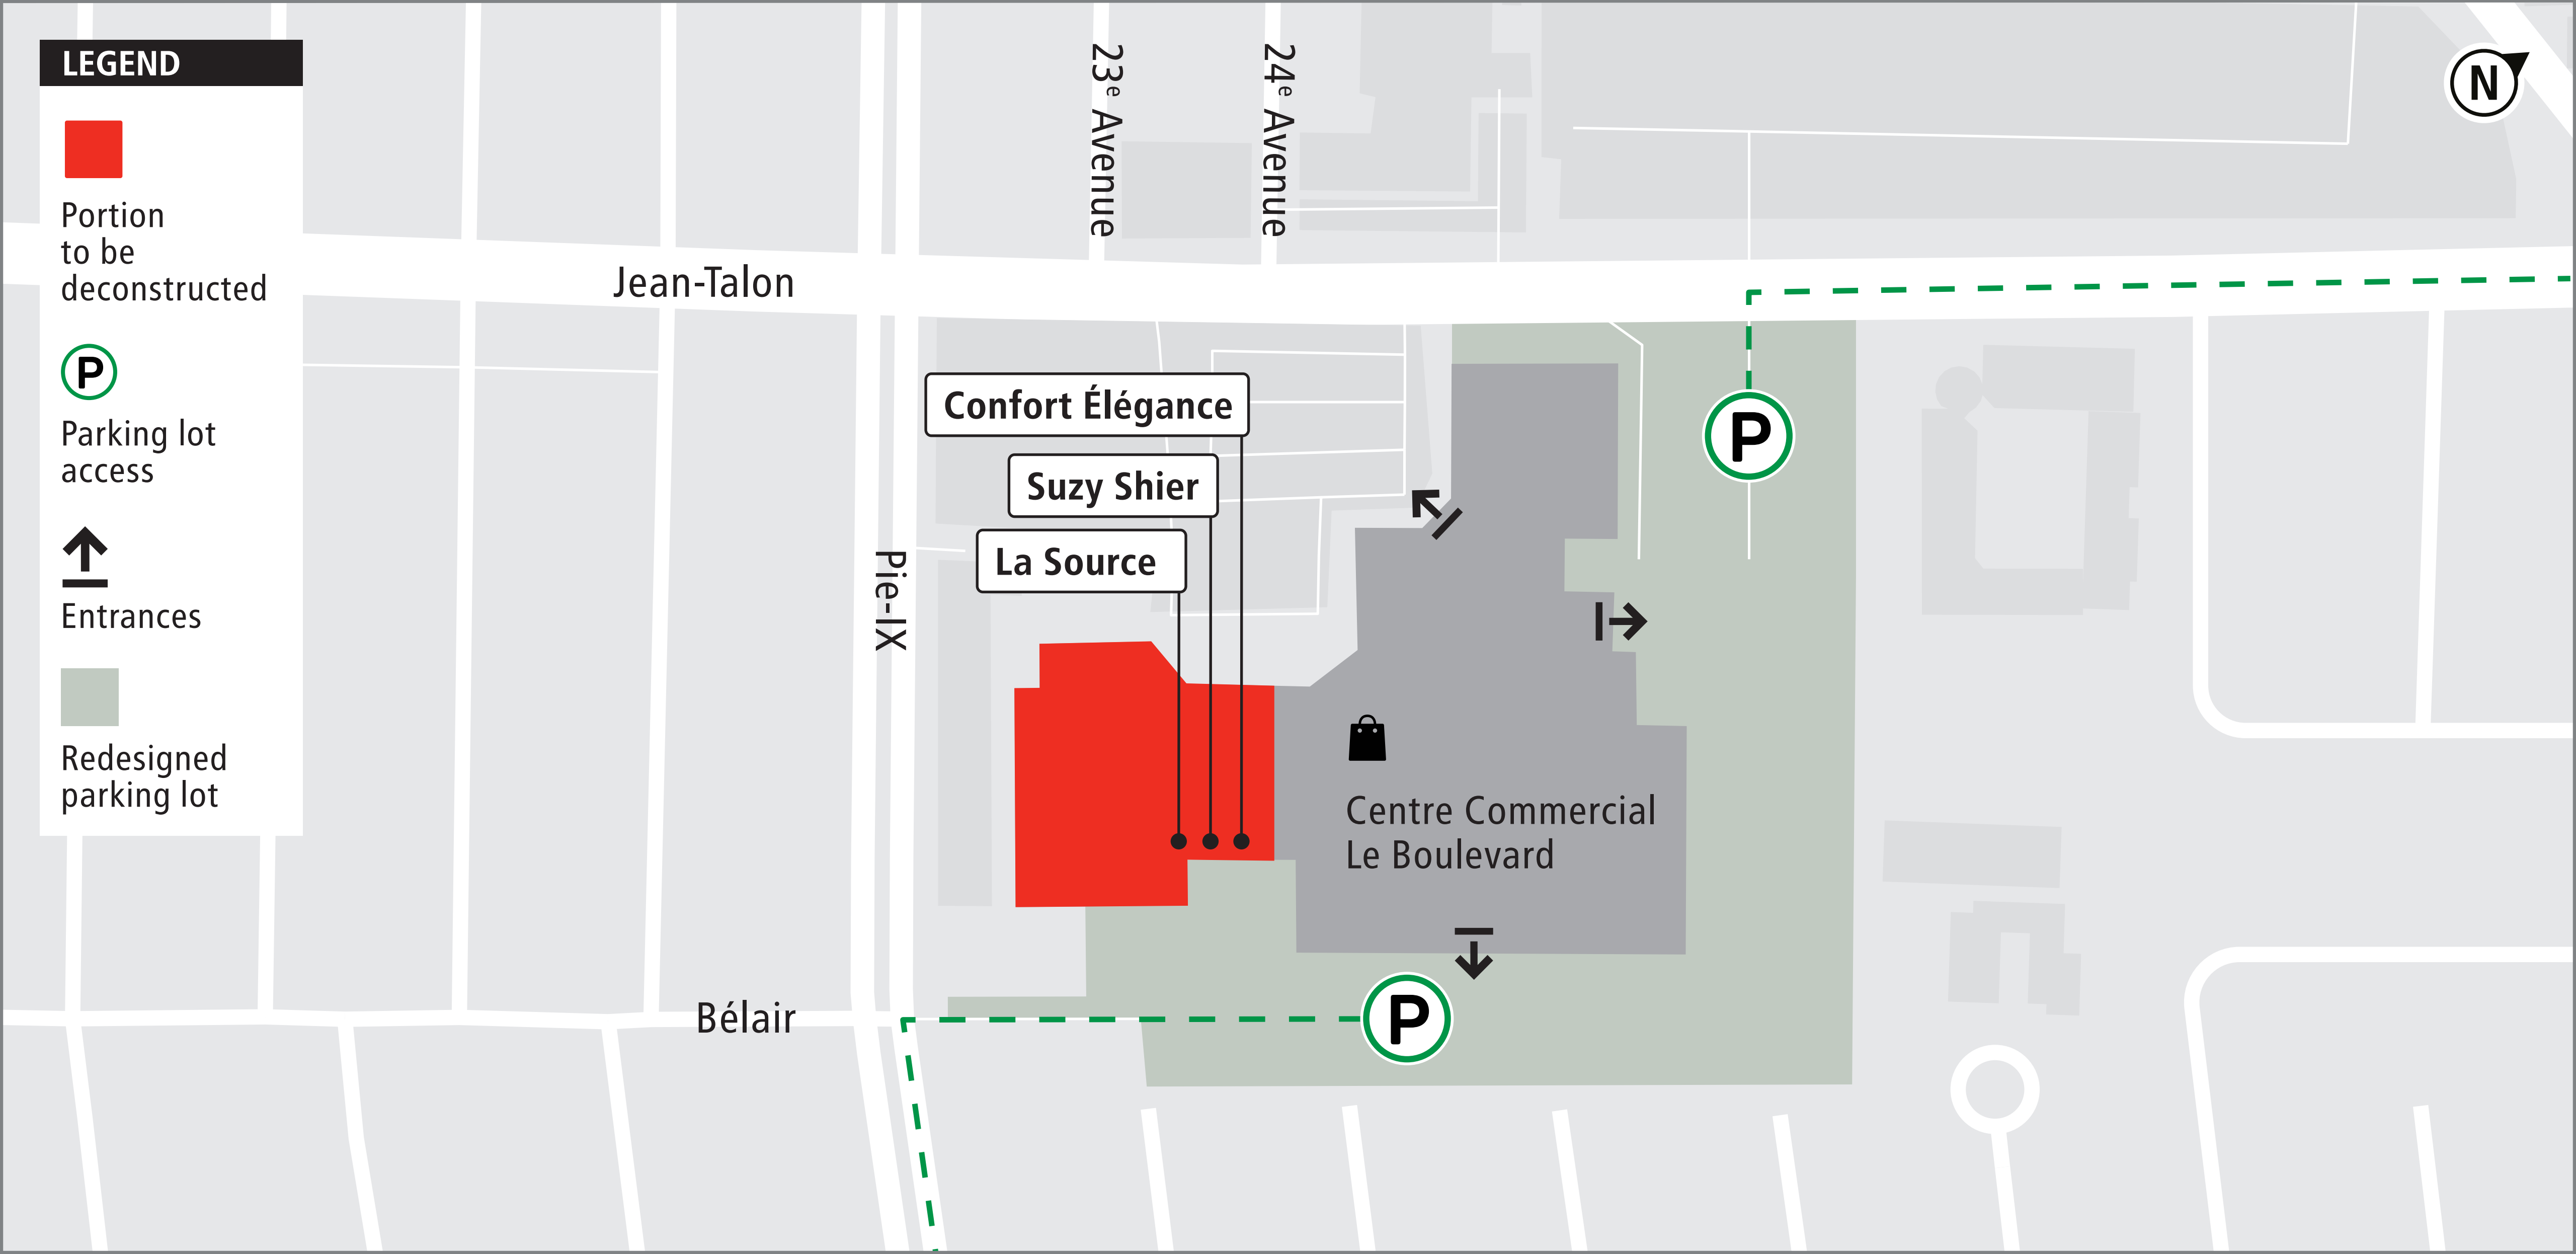 LEGEND
Portion
to be
deconstructed
P
Parking lot
access
Entrances
Redesigned
parking lot
23e Avenue
24e Avenue
N
Jean-Talon
Confort Élégance
Suzy Shier
La Source
P
Pie-IX
Centre Commercial
Le Boulevard
Bélair
P